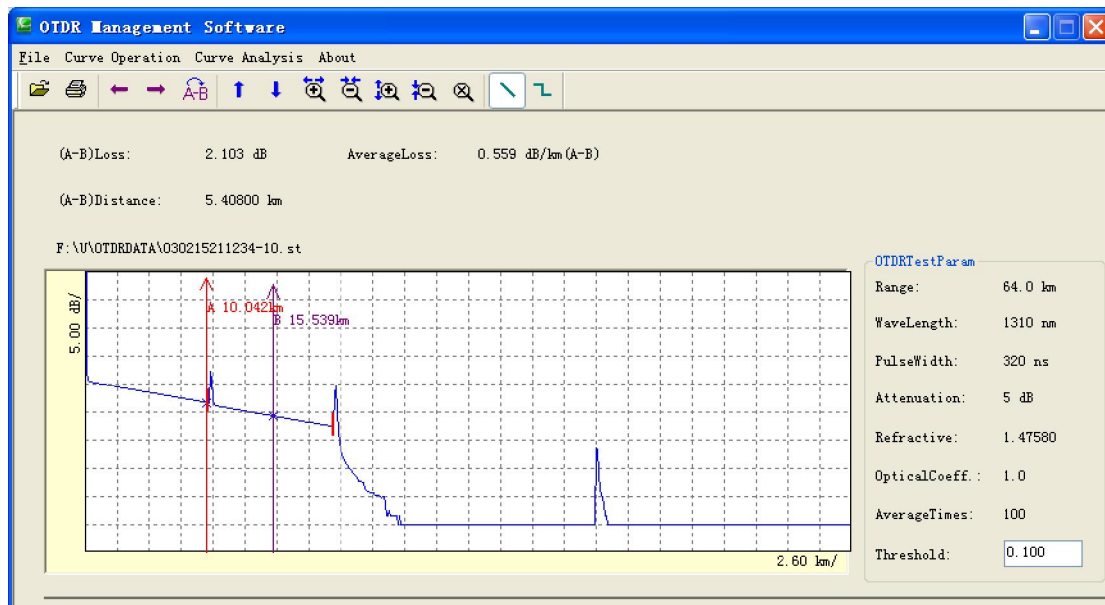 OTDR Management Software
File Curve Operation Curve Analysis About
A-B
(A-B)Loss: 2.103 dB AverageLoss: 0.559 dB/km(A-B)
(A-B)Distance: 5.40800 km
F:\U\OTDRDATA\030215211234-10.st
5.00 dB/
A 10.042km
B 15.539km
2.60 km/
OTDRTestParam
Range: 64.0 km
WaveLength: 1310 nm
PulseWidth: 320 ns
Attenuation: 5 dB
Refractive: 1.47580
OpticalCoeff.: 1.0
AverageTimes: 100
Threshold: 0.100